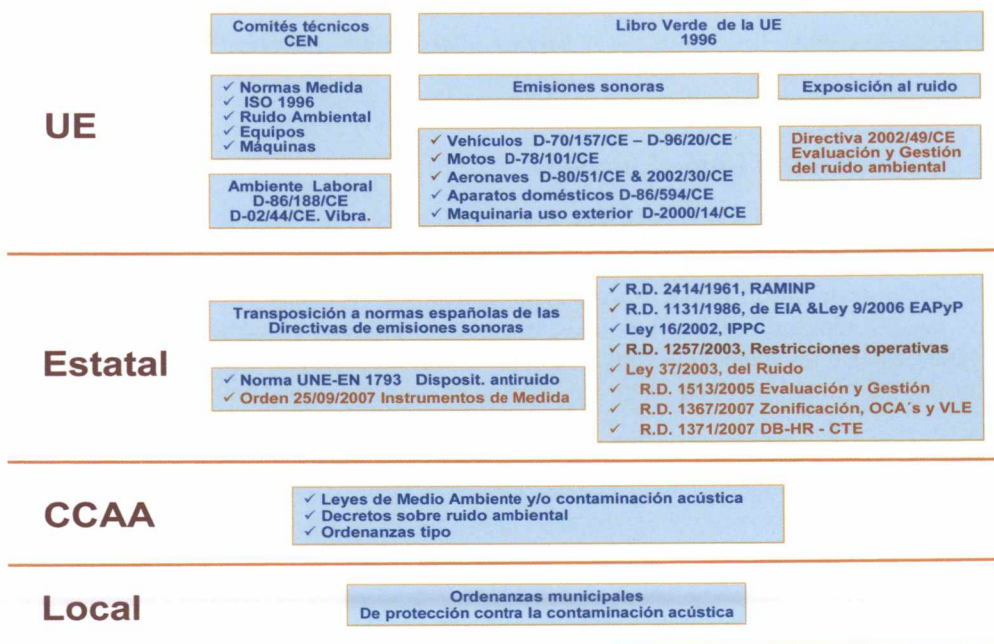 UE
Comités técnicos
CEN
Libro Verde de la UE
1996
✓ Normas Medida
✓ ISO 1996
✓ Ruido Ambiental
✓ Equipos
✓ Máquinas
Emisiones sonoras
Exposición al ruido
✓ Vehículos D-70/157/CE – D-96/20/CE
✓ Motos D-78/101/CE
✓ Aeronaves D-80/51/CE & 2002/30/CE
✓ Aparatos domésticos D-86/594/CE
✓ Maquinaria uso exterior D-2000/14/CE
Directiva 2002/49/CE
Evaluación y Gestión
del ruido ambiental
Ambiente Laboral
D-86/188/CE
D-02/44/CE. Vibra.
Estatal
Transposición a normas españolas de las
Directivas de emisiones sonoras
✓ Norma UNE-EN 1793 Disposit. antiruido
✓ Orden 25/09/2007 Instrumentos de Medida
✓ R.D. 2414/1961, RAMINP
✓ R.D. 1131/1986, de EIA &Ley 9/2006 EAPyP
✓ Ley 16/2002, IPPC
✓ R.D. 1257/2003, Restricciones operativas
✓ Ley 37/2003, del Ruido
✓ R.D. 1513/2005 Evaluación y Gestión
✓ R.D. 1367/2007 Zonificación, OCA´s y VLE
✓ R.D. 1371/2007 DB-HR - CTE
CCAA
✓ Leyes de Medio Ambiente y/o contaminación acústica
✓ Decretos sobre ruido ambiental
✓ Ordenanzas tipo
Local
Ordenanzas municipales
De protección contra la contaminación acústica